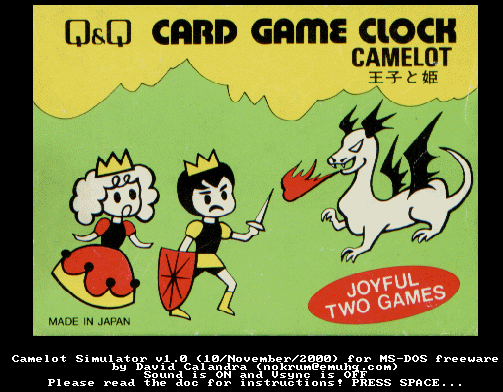 Q&Q CARD GAME CLOCK
CAMELOT
王子と姫
JOYFUL
TWO GAMES
MADE IN JAPAN
Camelot Simulator v1.0 (10/November/2000) for MS-DOS freeware
by David Calandra (nokrum@emuhq.com)
Sound is ON and Vsync is OFF
Please read the doc for instructions! PRESS SPACE...